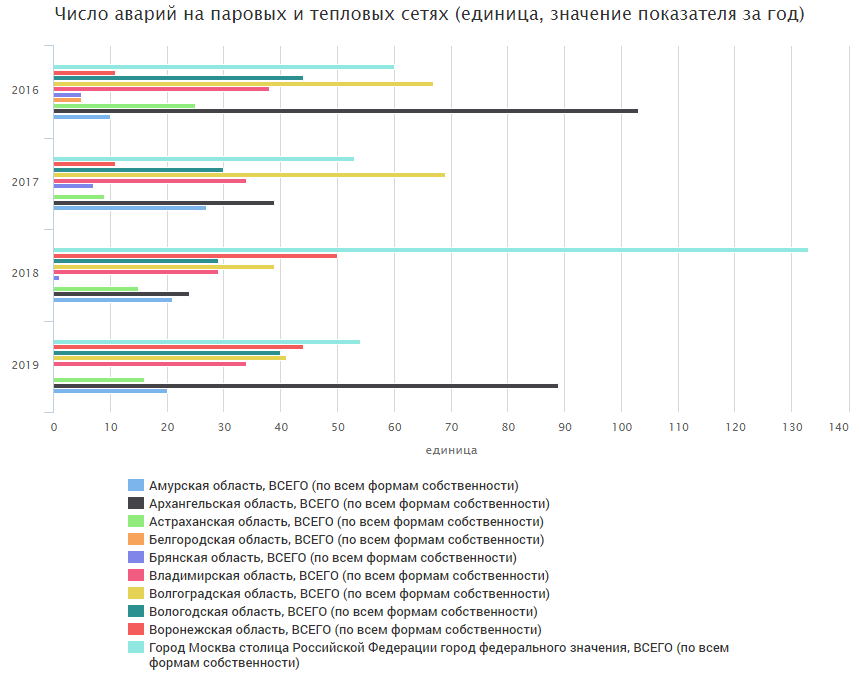 Число аварий на паровых и тепловых сетях (единица, значение показателя за год)
2016
2017
2018
2019
0 10 20 30 40 50 60 70 80 90 100 110 120 130 140
единица
Амурская область, ВСЕГО (по всем формам собственности)
Архангельская область, ВСЕГО (по всем формам собственности)
Астраханская область, ВСЕГО (по всем формам собственности)
Белгородская область, ВСЕГО (по всем формам собственности)
Брянская область, ВСЕГО (по всем формам собственности)
Владимирская область, ВСЕГО (по всем формам собственности)
Волгоградская область, ВСЕГО (по всем формам собственности)
Вологодская область, ВСЕГО (по всем формам собственности)
Воронежская область, ВСЕГО (по всем формам собственности)
Город Москва столица Российской Федерации город федерального значения, ВСЕГО (по всем
формам собственности)